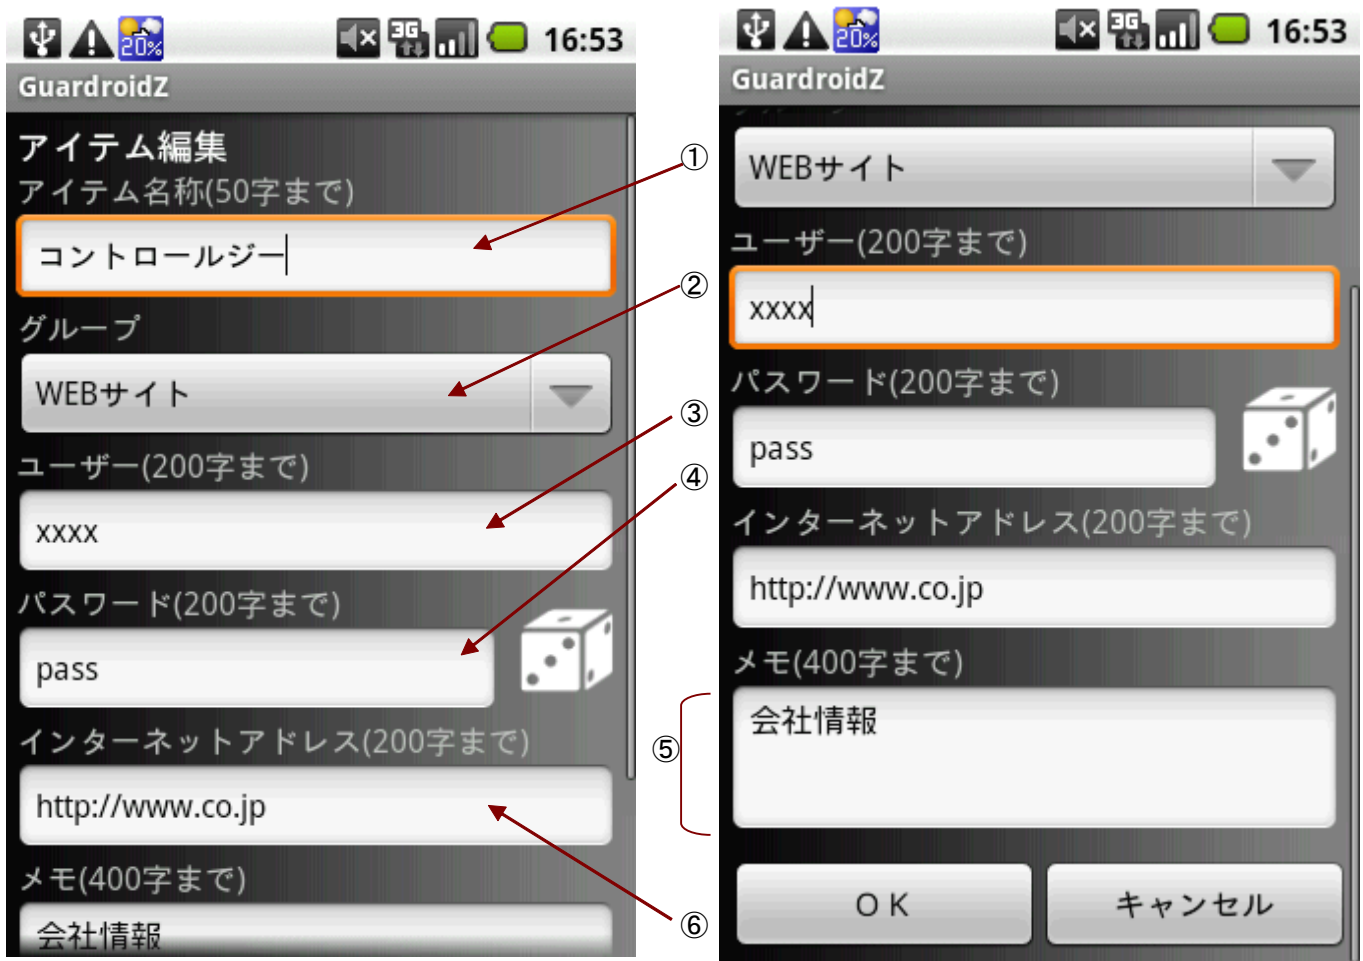 20%
3G
16:53
GuardroidZ
アイテム編集
アイテム名称(50字まで)
コントロールジー
グループ
WEBサイト
ユーザー(200字まで)
xxxx
パスワード(200字まで)
pass
インターネットアドレス(200字まで)
http://www.co.jp
メモ(400字まで)
会社情報
①
②
③
④
⑤
⑥
20%
3G
16:53
GuardroidZ
WEBサイト
ユーザー(200字まで)
xxxx
パスワード(200字まで)
pass
インターネットアドレス(200字まで)
http://www.co.jp
メモ(400字まで)
会社情報
OK
キャンセル